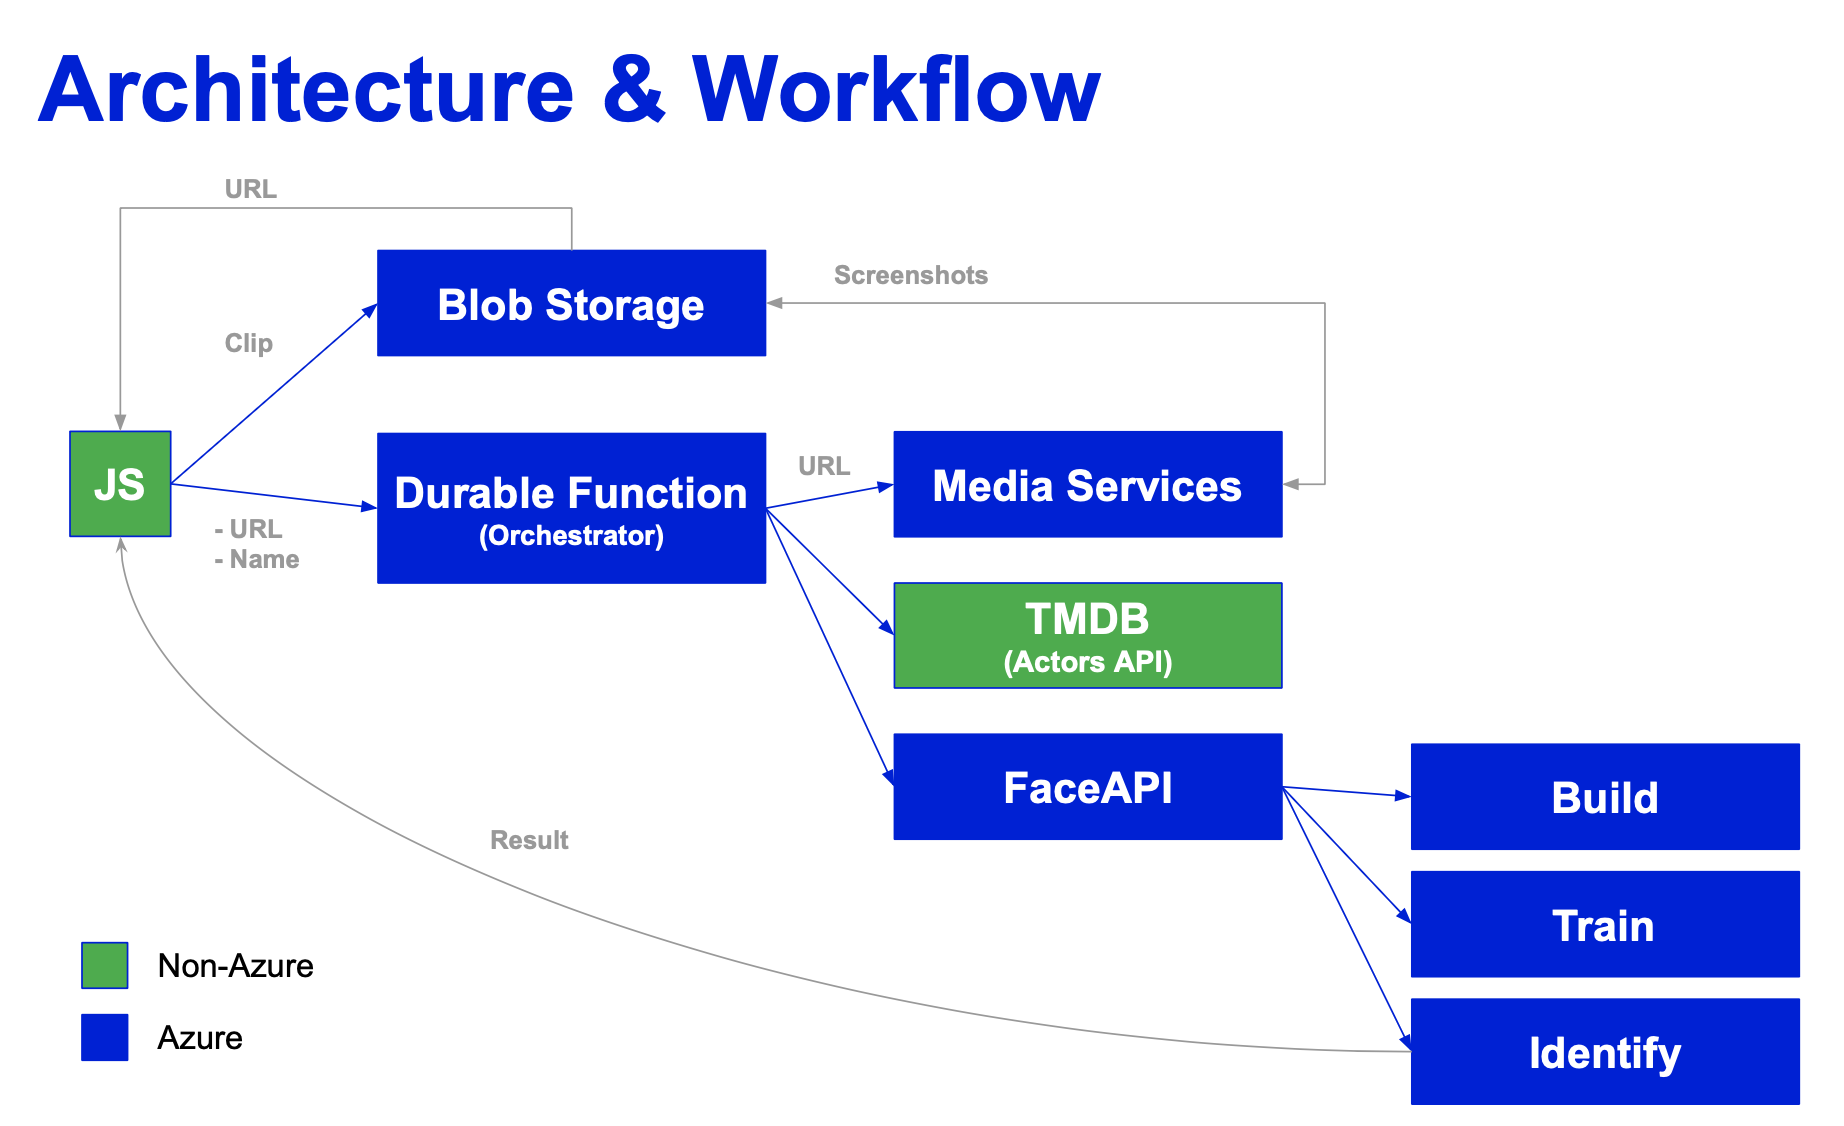 Architecture & Workflow
URL
Blob Storage
Screenshots
Clip
JS
Durable Function
(Orchestrator)
URL
Media Services
- URL
- Name
TMDB
(Actors API)
FaceAPI
Build
Result
Train
Identify
Non-Azure
Azure